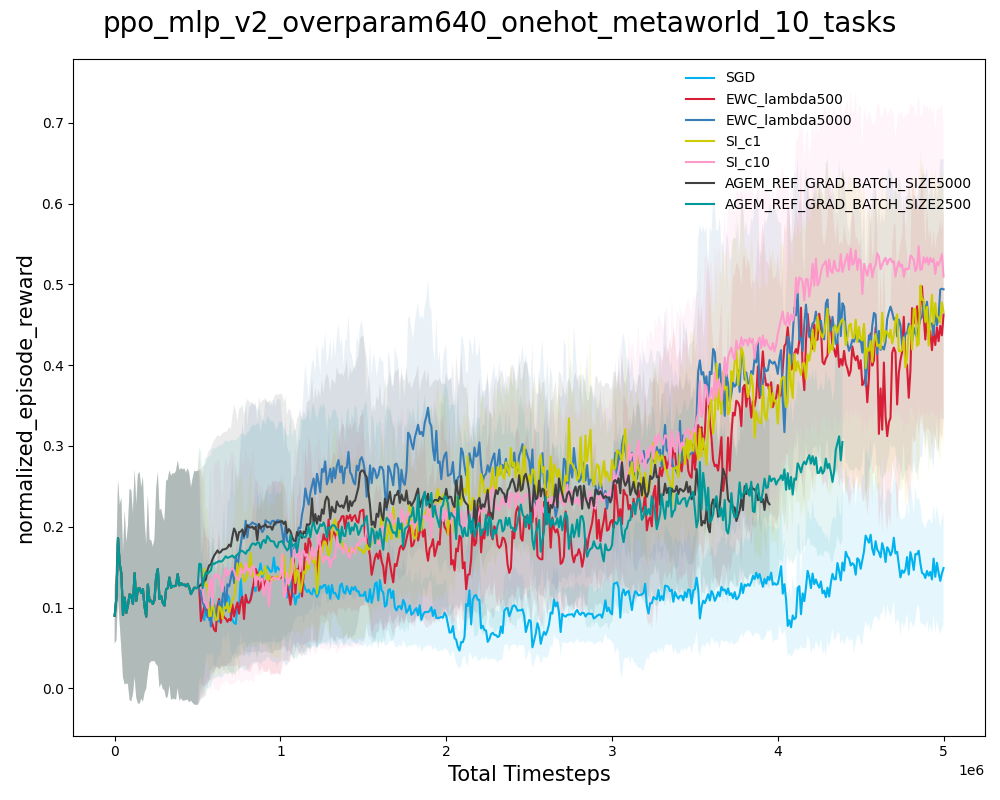 ppo_mlp_v2_overparam640_onehot_metaworld_10_tasks
SGD
EWC_lambda500
EWC_lambda5000
SI_c1
SI_c10
AGEM_REF_GRAD_BATCH_SIZE5000
AGEM_REF_GRAD_BATCH_SIZE2500
normalized_episode_reward
0.7
0.6
0.5
0.4
0.3
0.2
0.1
0.0
0 1 2 3 4 5
1e6
Total Timesteps